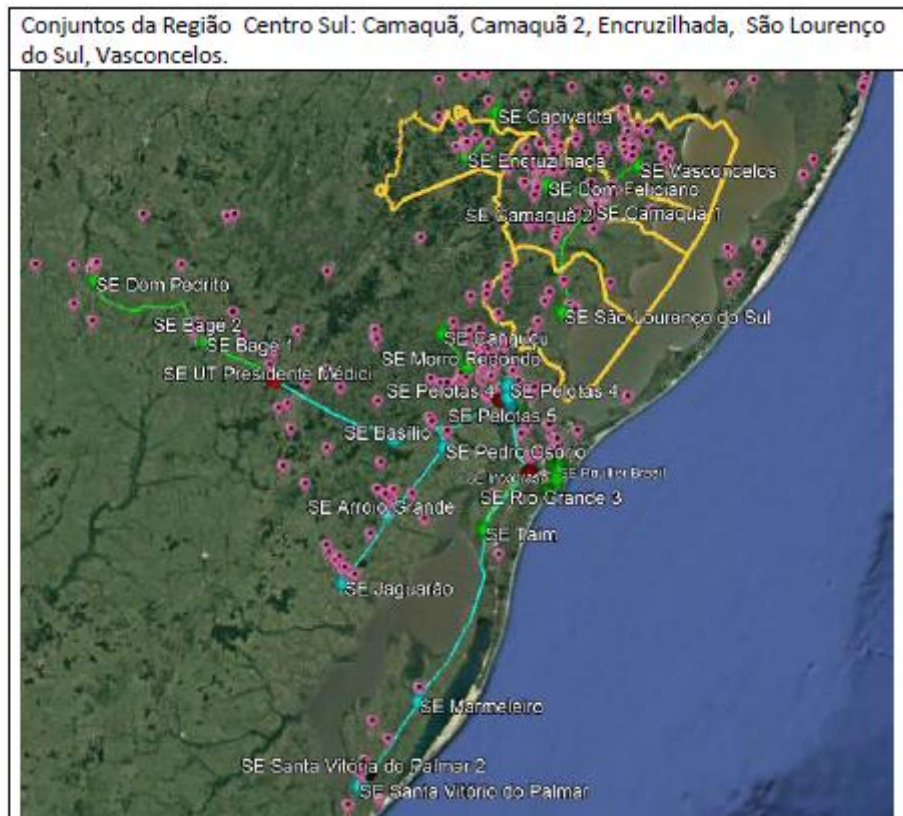 Conjuntos da Região Centro Sul: Camaquã, Camaquã 2, Encruzilhada, São Lourenço
do Sul, Vasconcelos.
SE Capivarita
SE Encruzilhada
SE Vasconcelos
SE Dom Feliciano
SE Camaquã 2
SE Camaquã 1
SE Dom Pedrito
SE São Lourenço do Sul
SE Bagé 2
SE Canguçu
SE Bagé 1
SE Morro Redondo
SE UT Presidente Médici
SE Pelotas 4
SE Pelotas 4
SE Pelotas 5
SE Basílio
SE Pedro Osório
SE Rio Grande 3
SE Arroio Grande
SE Taim
SE Jaguarão
SE Marmeleiro
SE Santa Vitória do Palmar 2
SE Santa Vitório do Palmar